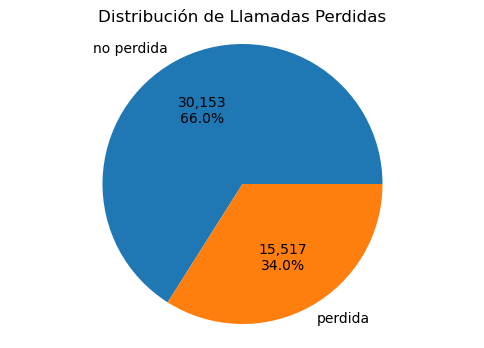 Distribución de Llamadas Perdidas
no perdida
30,153
66.0%
15,517
34.0%
perdida